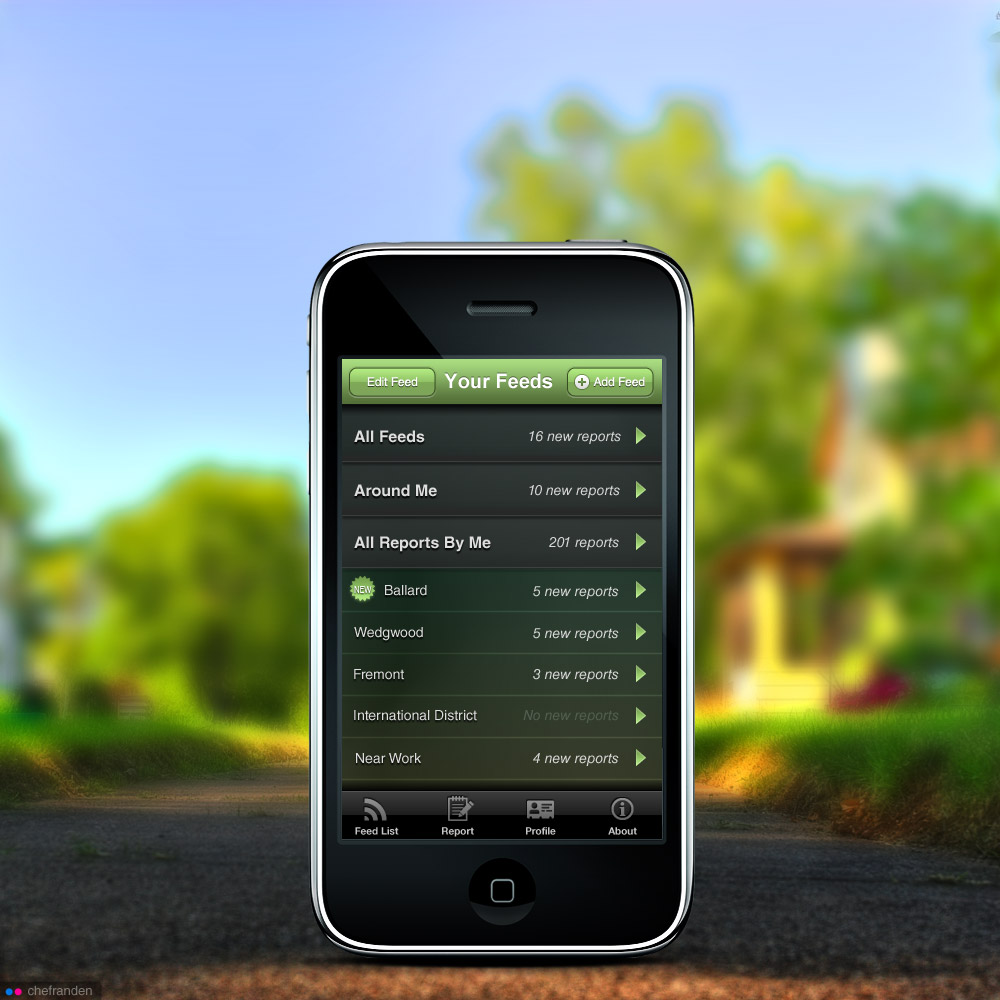 Edit Feed
Your Feeds
Add Feed
All Feeds 16 new reports
Around Me 10 new reports
All Reports By Me 201 reports
NEW Ballard 5 new reports
Wedgwood 5 new reports
Fremont 3 new reports
International District No new reports
Near Work 4 new reports
Feed List Report Profile About
chefranden